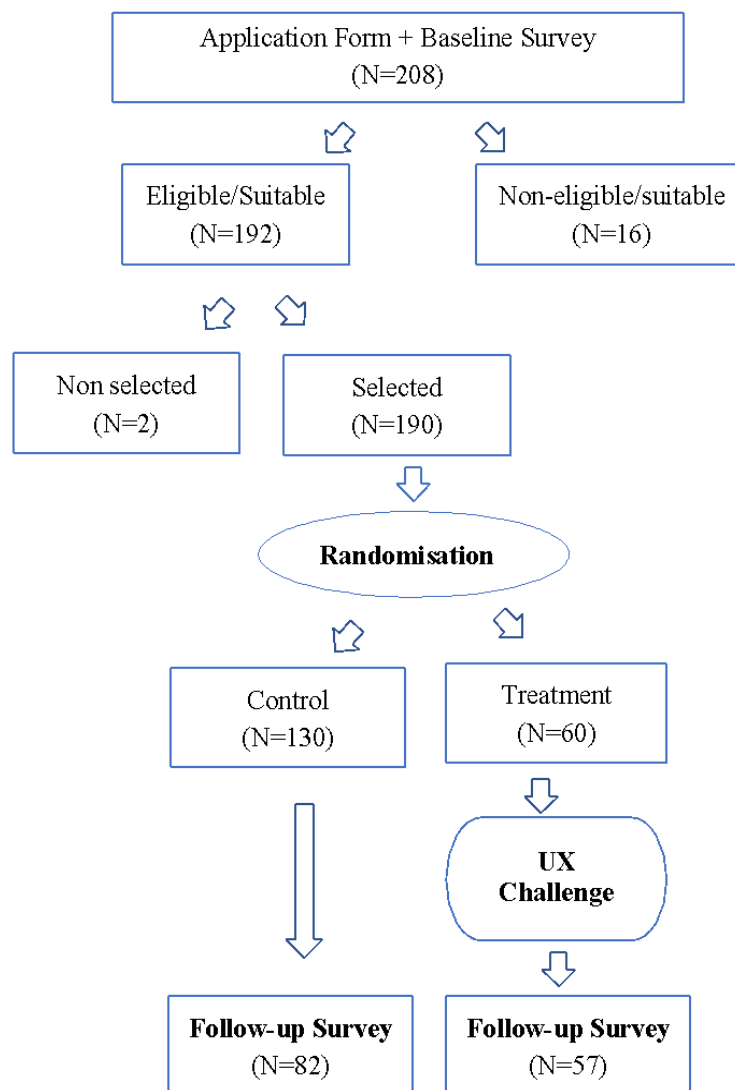 Application Form + Baseline Survey
(N=208)
Eligible/Suitable
(N=192)
Non-eligible/suitable
(N=16)
Non selected
(N=2)
Selected
(N=190)
Randomisation
Control
(N=130)
Treatment
(N=60)
UX
Challenge
Follow-up Survey
(N=82)
Follow-up Survey
(N=57)